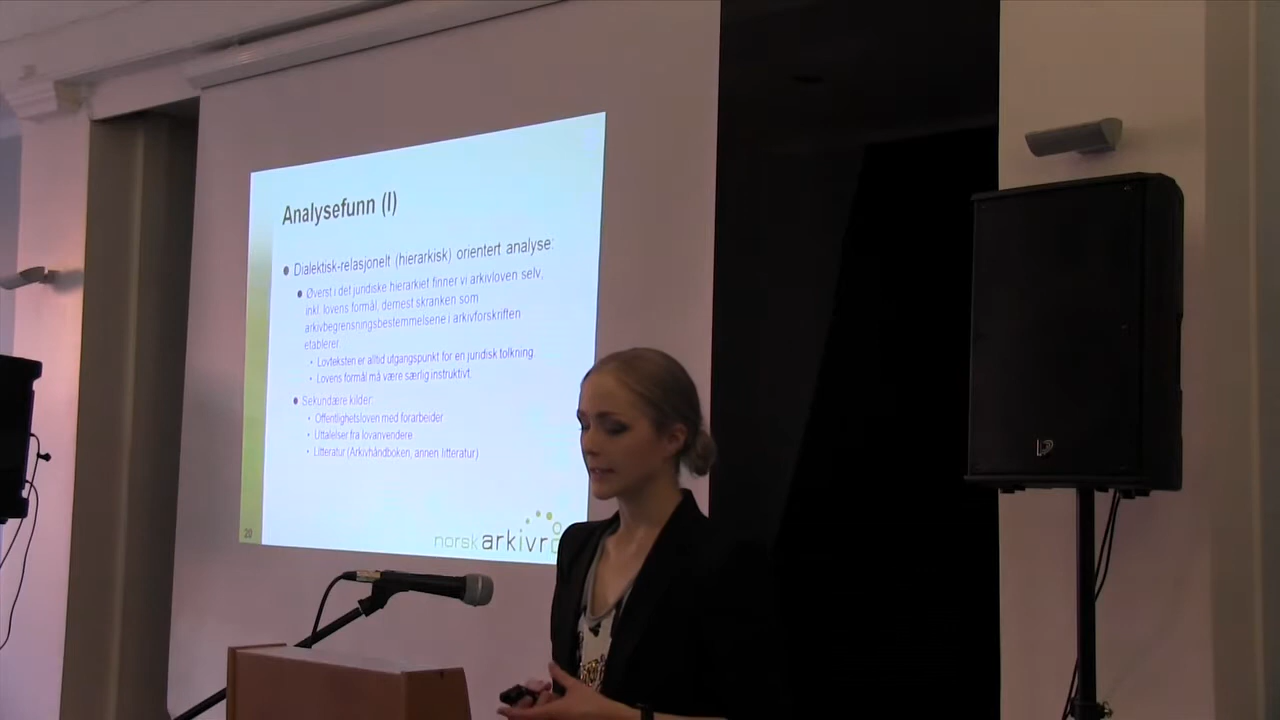 Analysefunn (I)
Dialektisk-relasjonelt (hierarkisk) orientert analyse:
Øverst i det juridiske hierarkiet finner vi arkivloven selv,
inkl. lovens formål, dernest skranken som
arkivbegrensningsbestemmelsene i arkivforskriften
etablerer.
Lovteksten er alltid utgangspunkt for en juridisk tolkning.
Lovens formål må være særlig instruktivt.
Sekundære kilder:
Offentlighetsloven med forarbeider
Uttalelser fra lovanvendere
Litteratur (Arkivhåndboken, annen litteratur)
20
norsk arkivr